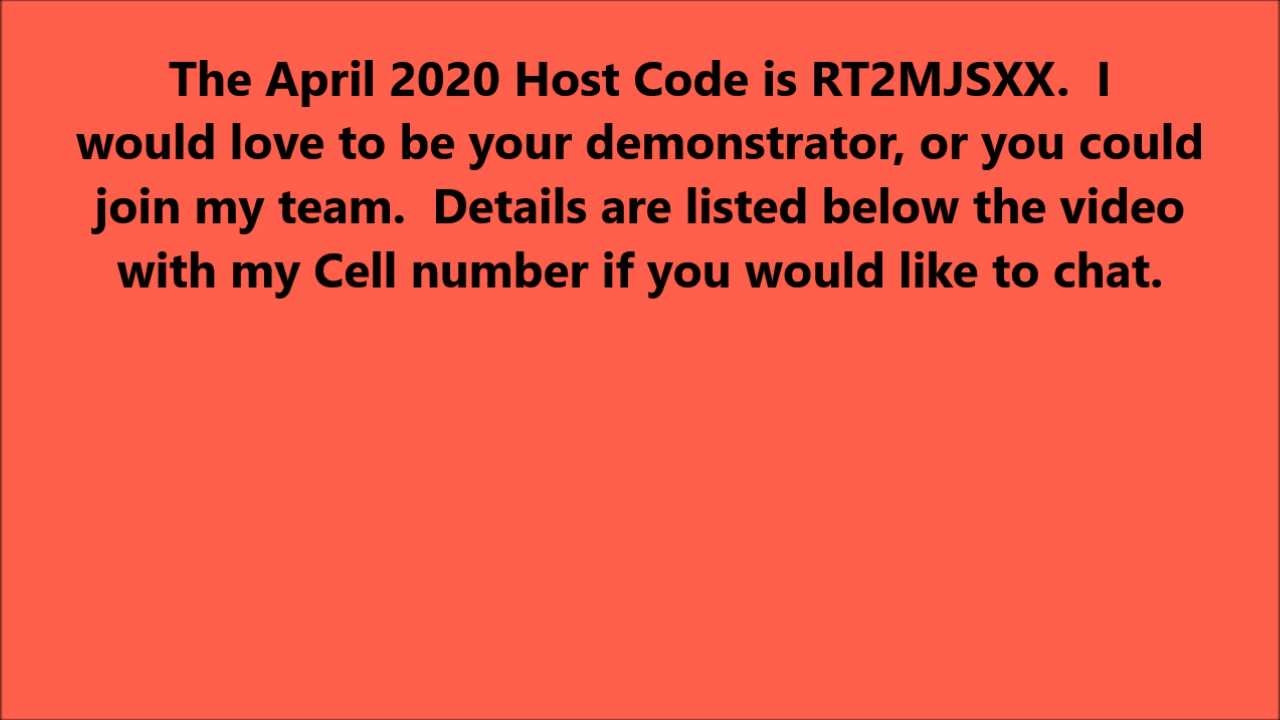 The April 2020 Host Code is RT2MJSXX.  I
would love to be your demonstrator, or you could
join my team.  Details are listed below the video
with my Cell number if you would like to chat.